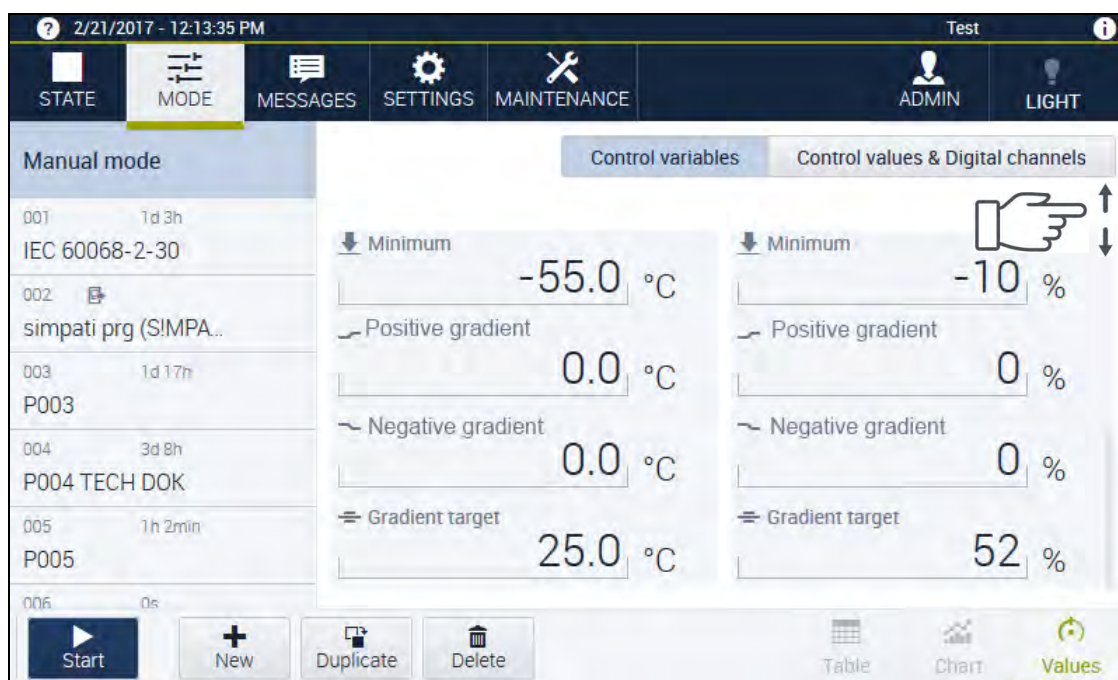 ? 2/21/2017 - 12:13:35 PM Test i
STATE MODE MESSAGES SETTINGS MAINTENANCE ADMIN LIGHT
Manual mode
Control variables Control values & Digital channels
001 1d 3h
IEC 60068-2-30
002
simpati prg (S!MPA...
003 1d 17h
P003
004 3d 8h
P004 TECH DOK
005 1h 2min
P005
006 0s
Minimum
-55.0 °C
Positive gradient
0.0 °C
Negative gradient
0.0 °C
Gradient target
25.0 °C
Minimum
-10 %
Positive gradient
0 %
Negative gradient
0 %
Gradient target
52 %
Start New Duplicate Delete Table Chart Values